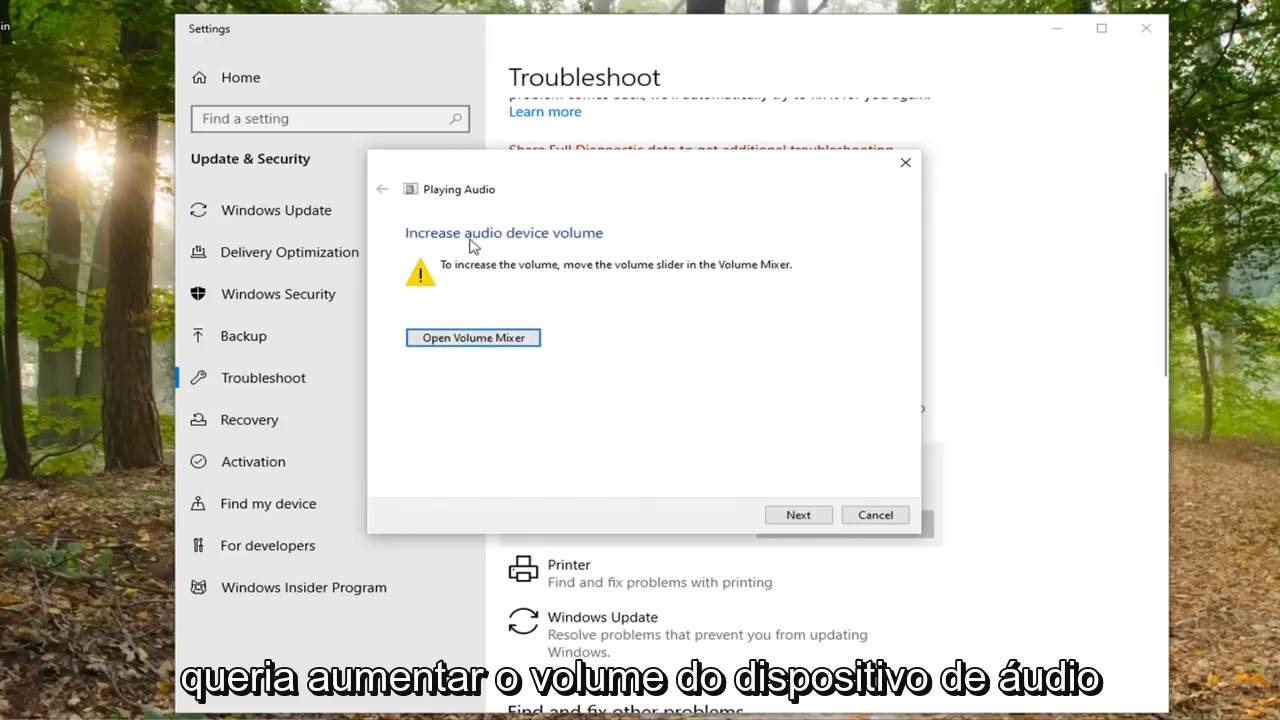 in
Settings
Home
Find a setting
Update & Security
Windows Update
Delivery Optimization
Windows Security
Backup
Troubleshoot
Recovery
Activation
Find my device
For developers
Windows Insider Program
Troubleshoot
problem comes back, we'll automatically try to fix it for you again.
Learn more
Share Full Diagnostic data to get additional troubleshooting
Playing Audio
Increase audio device volume
To increase the volume, move the volume slider in the Volume Mixer.
Open Volume Mixer
Next
Cancel
Printer
Find and fix problems with printing
Windows Update
Resolve problems that prevent you from updating
Windows.
queria aumentar o volume do dispositivo de áudio
Find and fix other problems